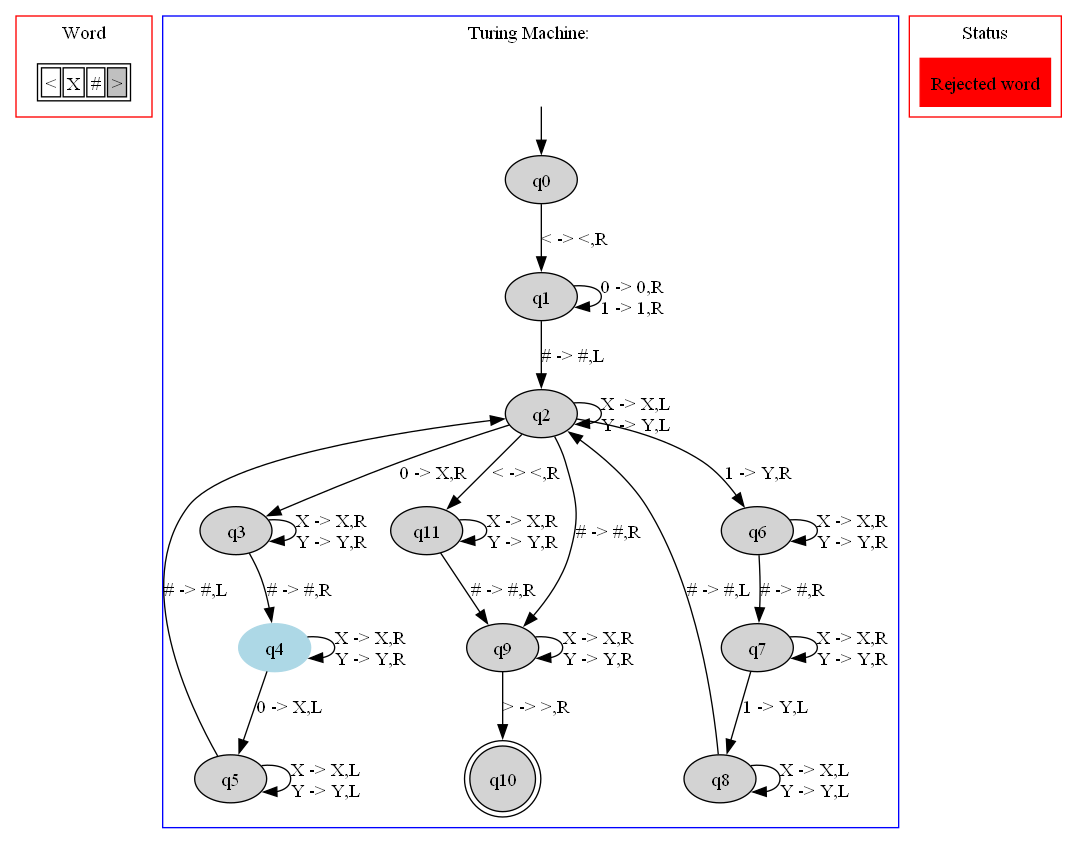 Word
< X # >
Turing Machine:
Status
Rejected word
q0
< -> <,R
q1
0 -> 0,R
1 -> 1,R
# -> #,L
q2
X -> X,L
Y -> Y,L
0 -> X,R
< -> <,R
1 -> Y,R
q3
X -> X,R
Y -> Y,R
q11
X -> X,R
Y -> Y,R
# -> #,R
q6
X -> X,R
Y -> Y,R
# -> #,L
# -> #,R
# -> #,R
# -> #,L
# -> #,R
q4
X -> X,R
Y -> Y,R
q9
X -> X,R
Y -> Y,R
q7
X -> X,R
Y -> Y,R
0 -> X,L
> -> >,R
1 -> Y,L
q5
X -> X,L
Y -> Y,L
q10
q8
X -> X,L
Y -> Y,L